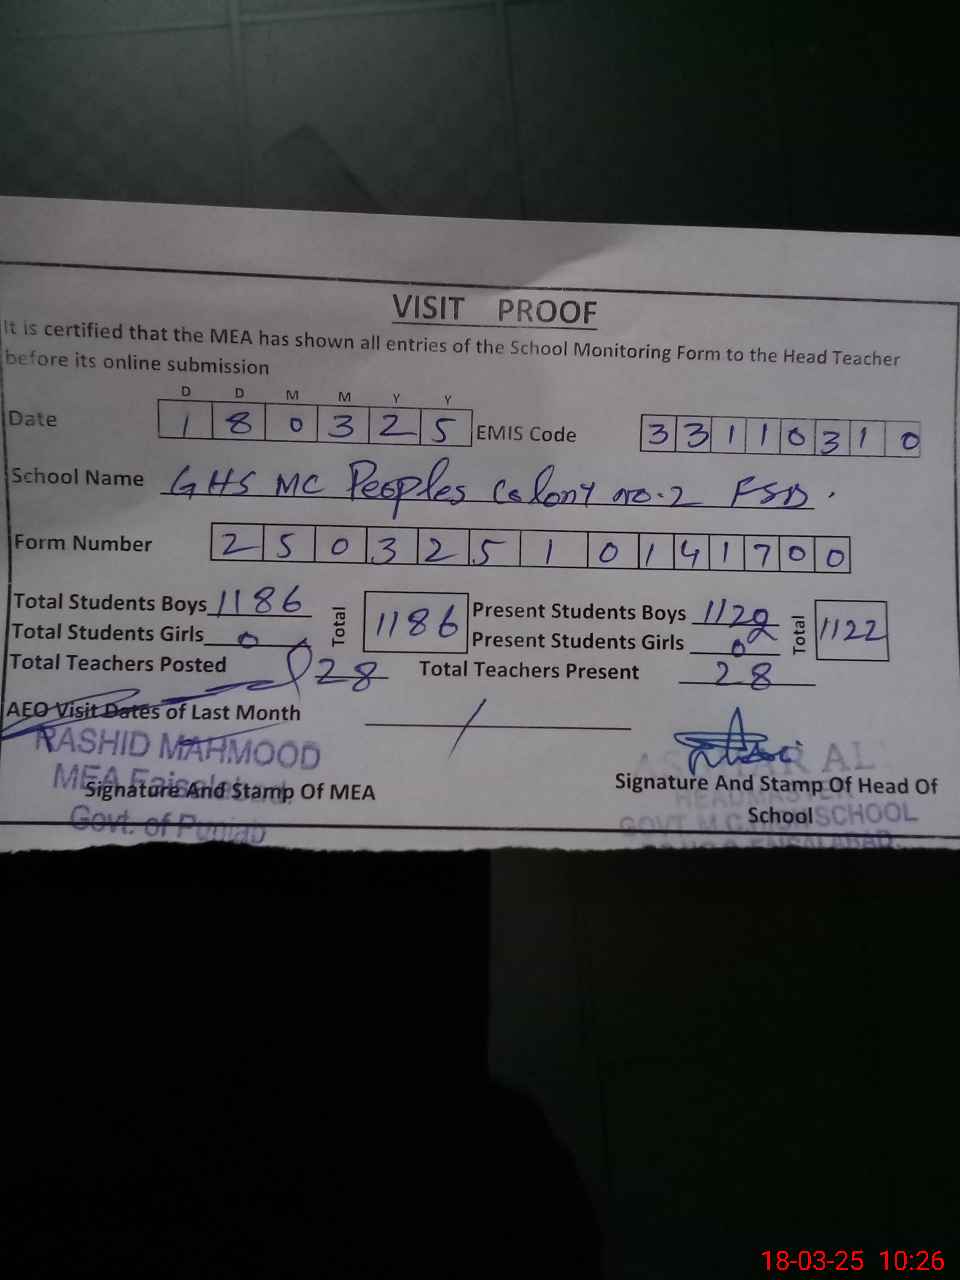 VISIT PROOF
It is certified that the MEA has shown all entries of the School Monitoring Form to the Head Teacher
before its online submission
D D M M Y Y
Date 1 8 0 3 2 5 EMIS Code 3 3 1 1 0 3 1 0
School Name GHS MC Peoples Colony no.2 FSD.
Form Number 2 5 0 3 2 5 1 0 1 4 1 7 0 0
Total Students Boys 1186 Total 1186 Present Students Boys 1122 Total 1122
Total Students Girls 0 Present Students Girls 0
Total Teachers Posted 28 Total Teachers Present 28
AEO Visit Dates of Last Month /
RASHID MAHMOOD
MEA Faisalabad
Signature And Stamp Of MEA Signature And Stamp Of Head Of
School
Govt. of Punjab
HEADMASTER
GOVT. M.C. HIGH SCHOOL
FAISALABAD
18-03-25 10:26